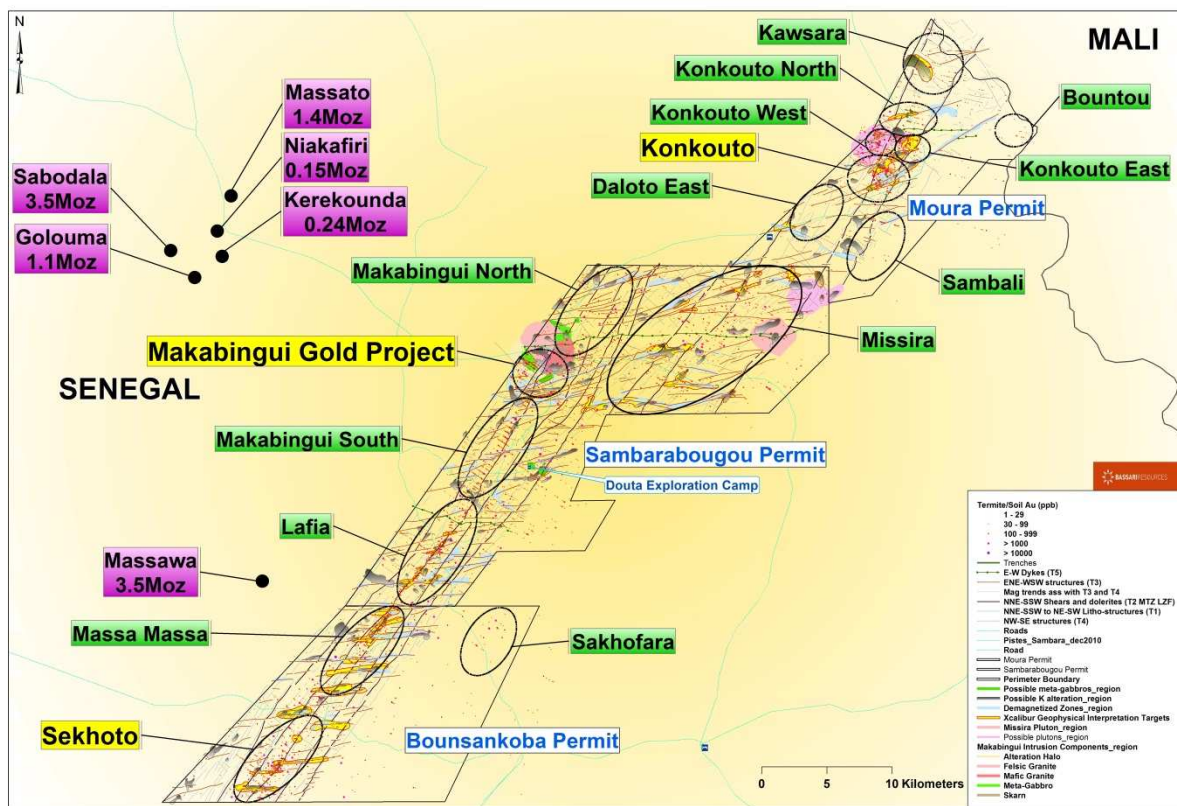 N
MALI
Kawsara
Konkouto North
Bountou
Konkouto West
Konkouto
Konkouto East
Daloto East
Moura Permit
Sambali
Massato
1.4Moz
Niakafiri
0.15Moz
Sabodala
3.5Moz
Kerekounda
0.24Moz
Golouma
1.1Moz
Makabingui North
Missira
Makabingui Gold Project
SENEGAL
Makabingui South
Sambarabougou Permit
Douta Exploration Camp
Lafia
Massawa
3.5Moz
Massa Massa
Sakhofara
Sekhoto
Bounsankoba Permit
0 5 10 Kilometers
BASSARI RESOURCES
Termite/Soil Au (ppb)
1 - 29
30 - 99
100 - 999
> 1000
> 10000
Trenches
E-W Dykes (T5)
ENE-WSW structures (T3)
Mag trends ass with T3 and T4
NNE-SSW Shears and dolerites (T2 MTZ LZF)
NNE-SSW to NE-SW Litho-structures (T1)
NW-SE structures (T4)
Roads
Pistes_Sambara_dec2010
Road
Moura Permit
Sambarabougou Permit
Perimeter Boundary
Possible meta-gabbros_region
Possible K alteration_region
Demagnetized Zones_region
Xcalibur Geophysical Interpretation Targets
Missira Pluton_region
Possible plutons_region
Makabingui Intrusion Components_region
Alteration Halo
Felsic Granite
Mafic Granite
Meta-Gabbro
Skarn